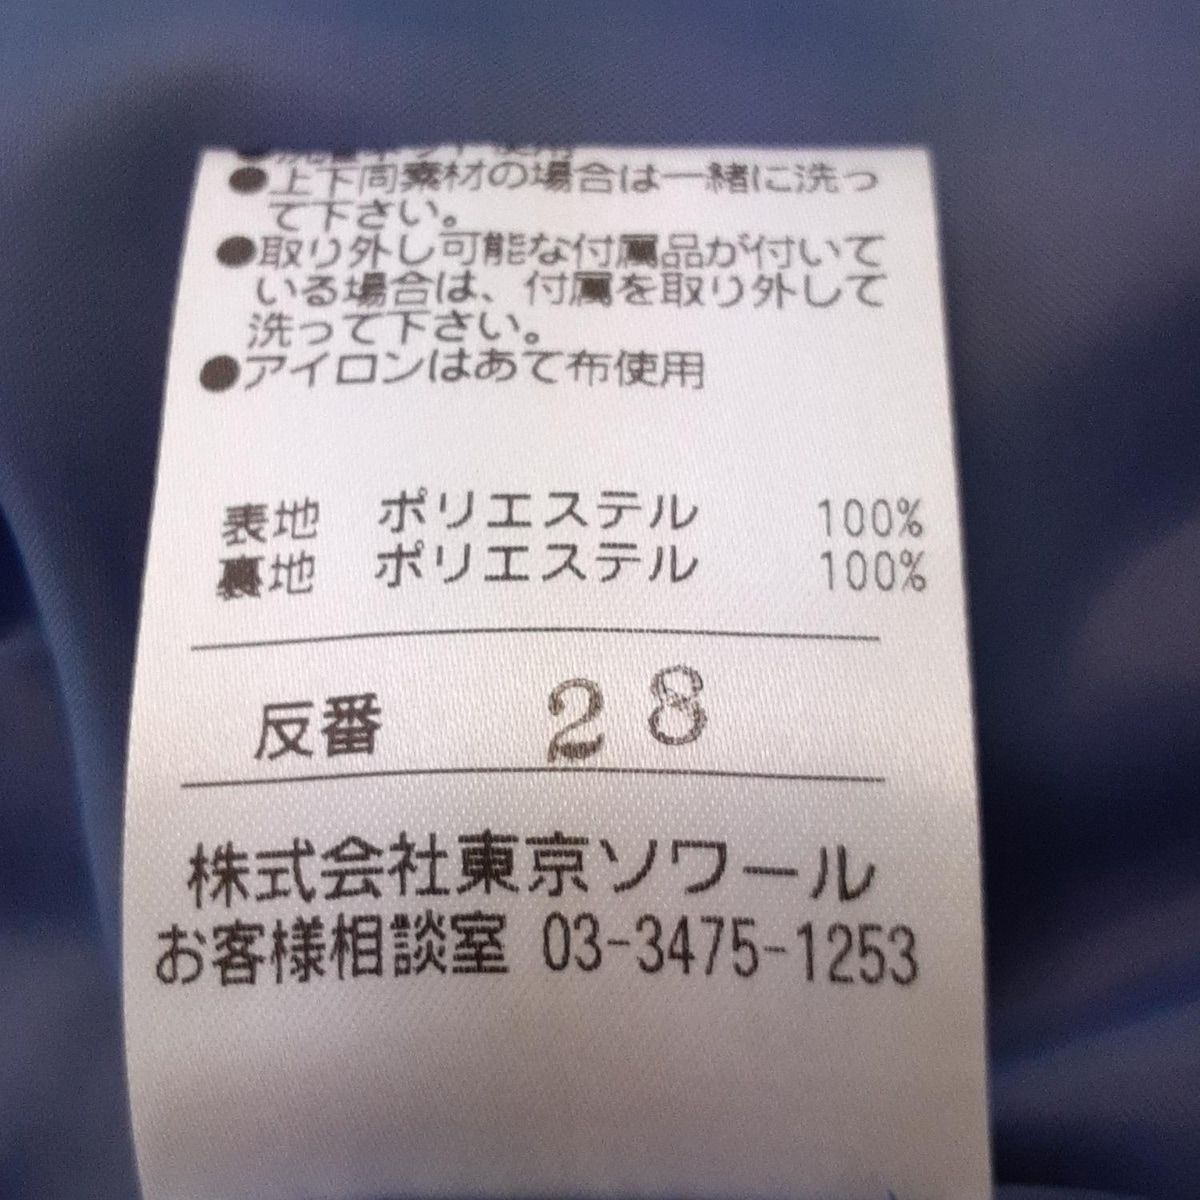 ●上下同素材の場合は一緒に洗っ
て下さい。
●取り外し可能な付属品が付いて
いる場合は、付属を取り外して
洗って下さい。
●アイロンはあて布使用
表地 ポリエステル 100%
裏地 ポリエステル 100%
反番 28
株式会社東京ソワール
お客様相談室 03-3475-1253